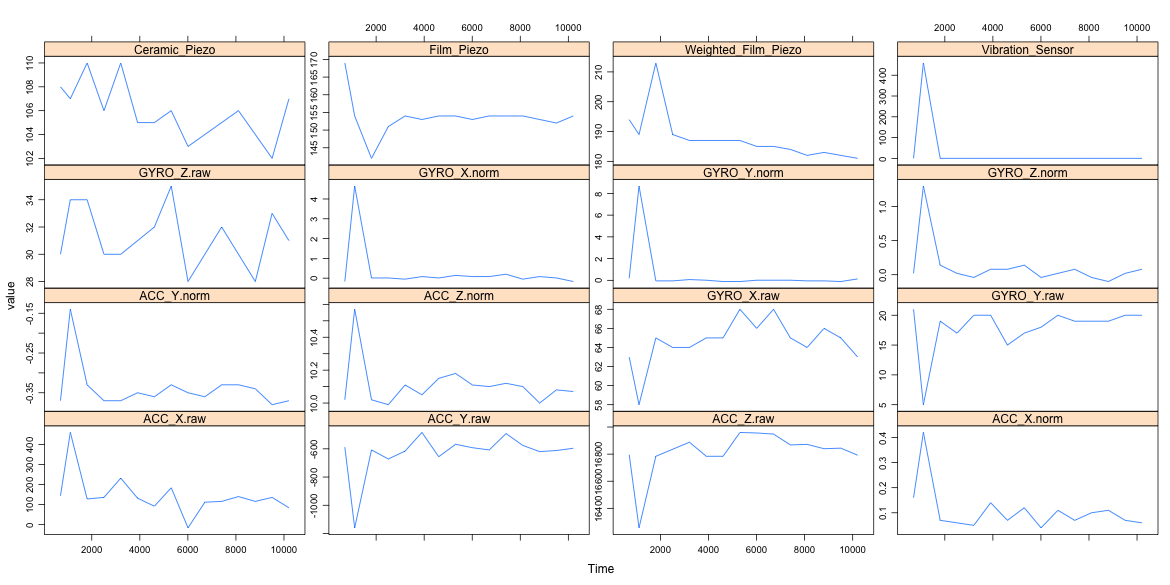 2000 4000 6000 8000 10000 2000 4000 6000 8000 10000
Ceramic_Piezo Film_Piezo Weighted_Film_Piezo Vibration_Sensor
102 104 106 108 110
145 150 155 160 165 170
180 190 200 210
0 100 200 300 400
GYRO_Z.raw GYRO_X.norm GYRO_Y.norm GYRO_Z.norm
28 30 32 34
0 1 2 3 4
0 2 4 6 8
0.0 0.5 1.0
ACC_Y.norm ACC_Z.norm GYRO_X.raw GYRO_Y.raw
-0.35 -0.25 -0.15
10.0 10.2 10.4
58 60 62 64 66 68
5 10 15 20
ACC_X.raw ACC_Y.raw ACC_Z.raw ACC_X.norm
0 100 200 300 400
-1000 -800 -600
16400 16600 16800
0.1 0.2 0.3 0.4
2000 4000 6000 8000 10000 2000 4000 6000 8000 10000
value
Time